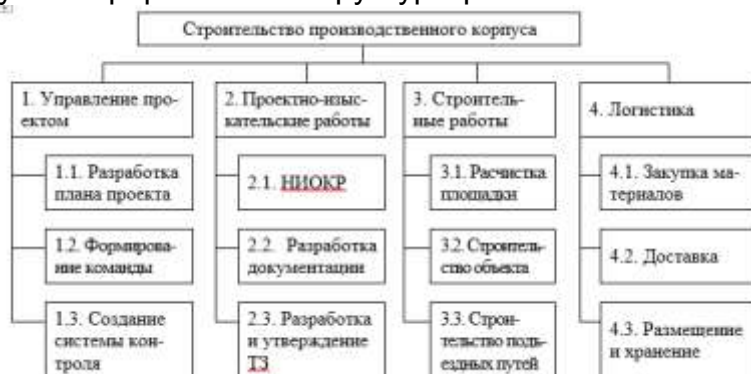 Строительство производственного корпуса
1. Управление про-
ектом
1.1. Разработка
плана проекта
1.2. Формирова-
ние команды
1.3. Создание
системы кон-
троля
2. Проектно-изыс-
кательские работы
2.1. НИОКР
2.2. Разработка
документации
2.3. Разработка
и утверждение
ТЗ
3. Строитель-
ные работы
3.1. Расчистка
площадки
3.2. Строитель-
ство объекта
3.3. Строи-
тельство подъ-
ездных путей
4. Логистика
4.1. Закупка ма-
териалов
4.2. Доставка
4.3. Размещение
и хранение